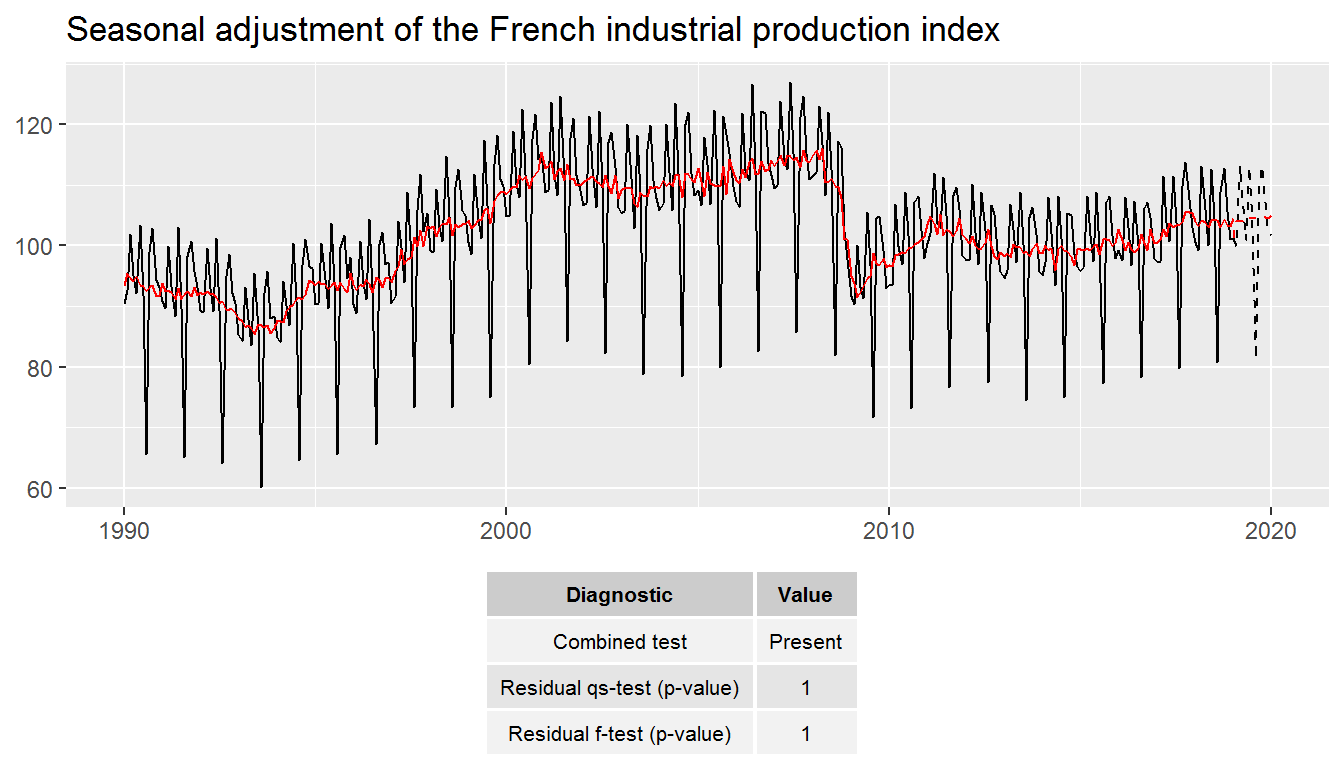 Seasonal adjustment of the French industrial production index
120
100
80
60
1990 2000 2010 2020
Diagnostic Value
Combined test Present
Residual qs-test (p-value) 1
Residual f-test (p-value) 1